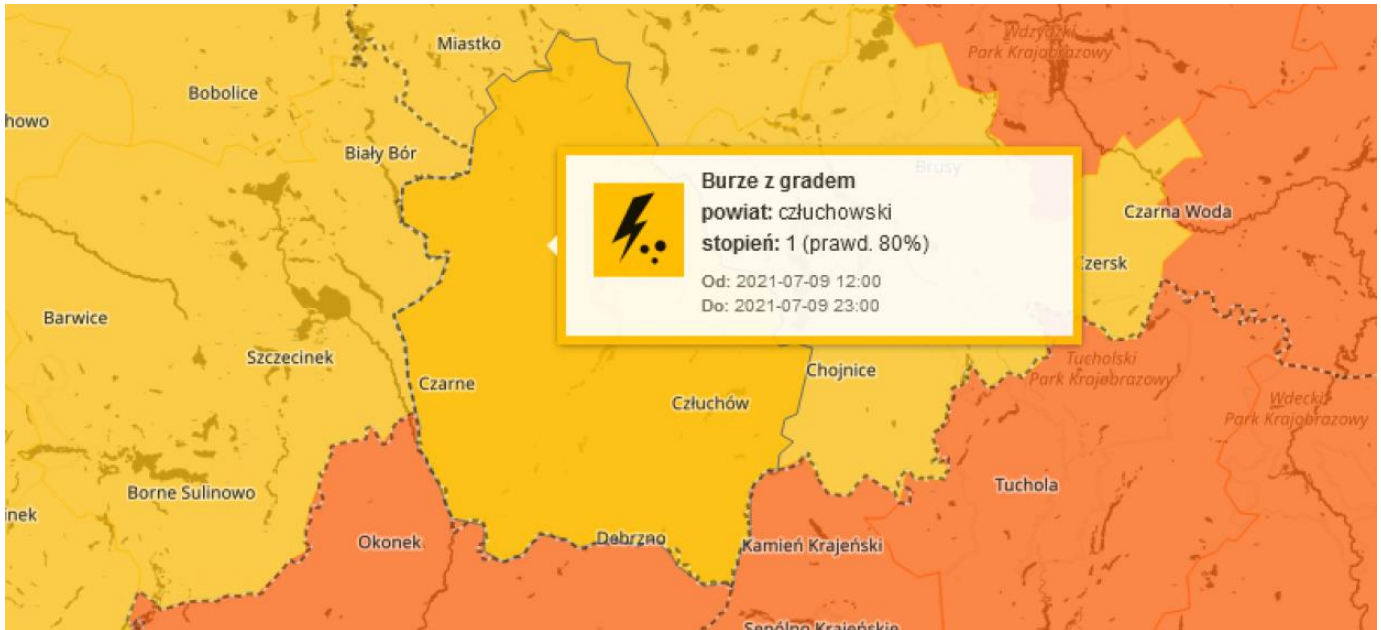 Miastko
Wdzydzki
Park Krajobrazowy
Bobolice
howo
Biały Bór
Brusy
Burze z gradem
powiat: człuchowski
stopień: 1 (prawd. 80%)
Od: 2021-07-09 12:00
Do: 2021-07-09 23:00
Czarna Woda
Czersk
Barwice
Szczecinek
Czarne
Chojnice
Tucholski
Park Krajobrazowy
Człuchów
Wdecki
Park Krajobrazowy
Borne Sulinowo
Tuchola
inek
Okonek
Debrzno
Kamień Krajeński
Sępólno Krajeńskie